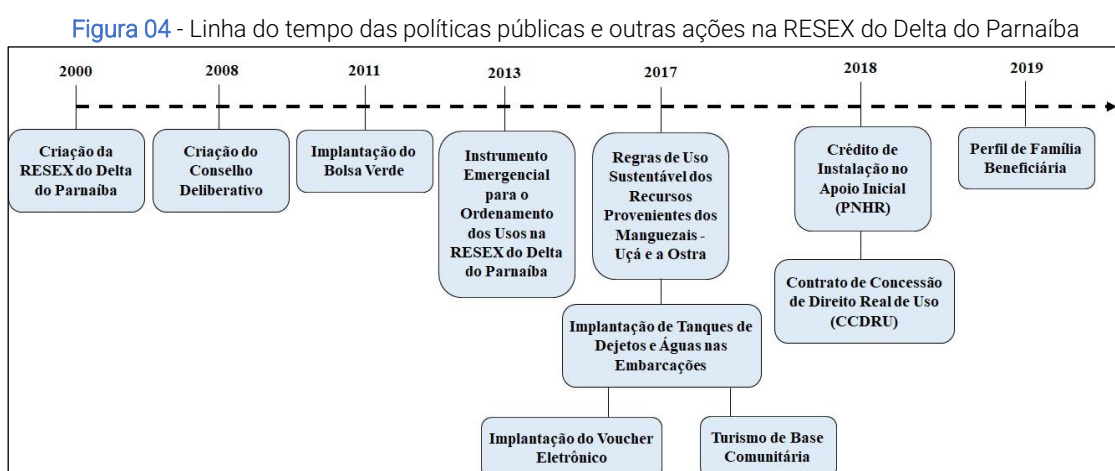 Figura 04 - Linha do tempo das políticas públicas e outras ações na RESEX do Delta do Parnaíba
2000
2008
2011
2013
2017
2018
2019
Criação da
RESEX do Delta
do Parnaíba
Criação do
Conselho
Deliberativo
Implantação do
Bolsa Verde
Instrumento
Emergencial
para o
Ordenamento
dos Usos na
RESEX do Delta
do Parnaíba
Regras de Uso
Sustentável dos
Recursos
Provenientes dos
Manguezais -
Uçá e a Ostra
Implantação de Tanques de
Dejetos e Águas nas
Embarcações
Implantação do Voucher
Eletrônico
Turismo de Base
Comunitária
Crédito de
Instalação no
Apoio Inicial
(PNHR)
Contrato de Concessão
de Direito Real de Uso
(CCDRU)
Perfil de Família
Beneficiária